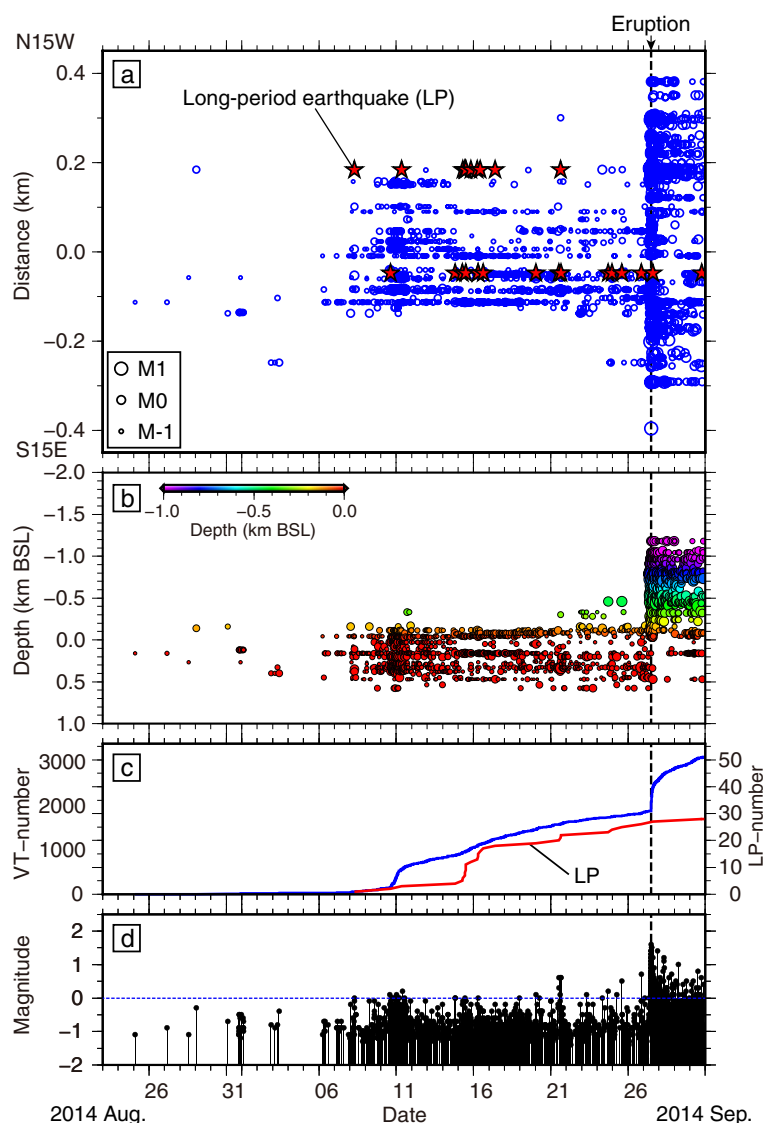 Eruption
N15W
a
0.4
Long-period earthquake (LP)
0.2
0.0
Distance (km)
−0.2
M1
M0
M-1
−0.4
S15E
−2.0
b
−1.0 −0.5 0.0
Depth (km BSL)
−1.5
−1.0
−0.5
0.0
0.5
1.0
Depth (km BSL)
c
3000
2000
1000
0
VT−number
50
40
30
20
10
0
LP−number
LP
d
2
1
0
−1
−2
Magnitude
26 31 06 11 16 21 26
2014 Aug. Date 2014 Sep.